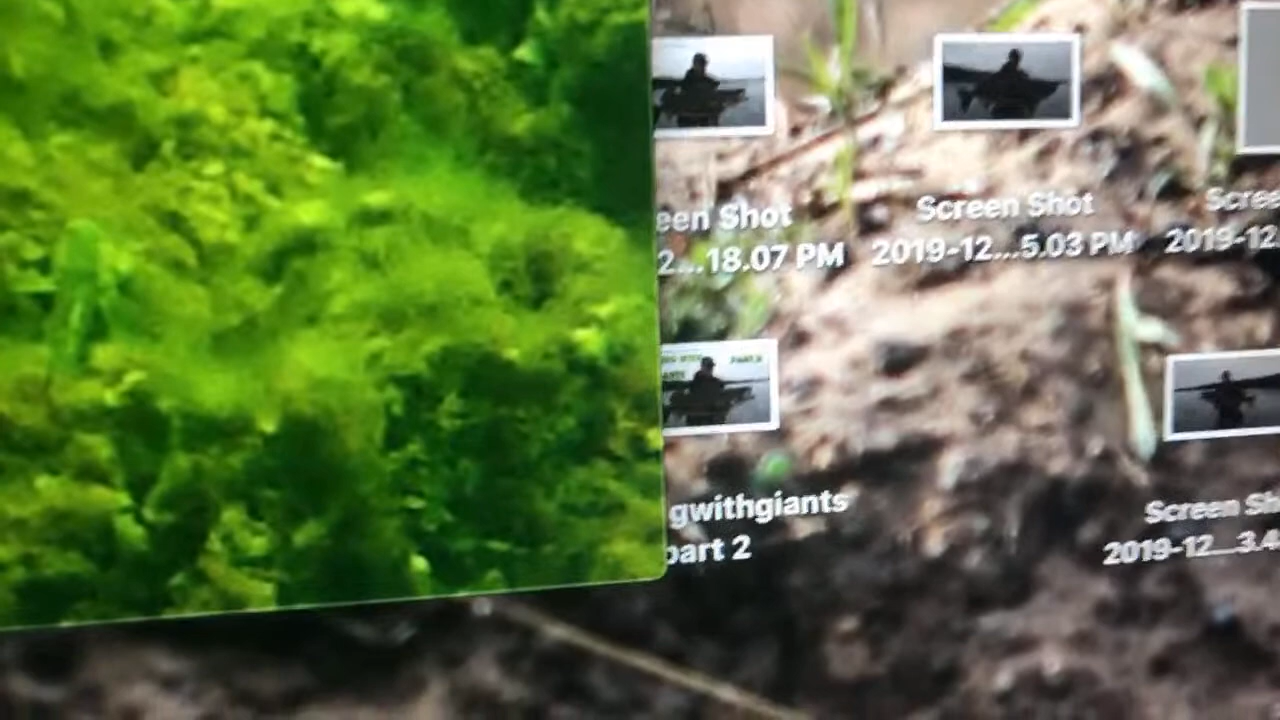 een Shot
2...18.07 PM
Screen Shot
2019-12...5.03 PM
Scree
2019-12
PART
gwithgiants
part 2
Screen Sh
2019-12...3.4